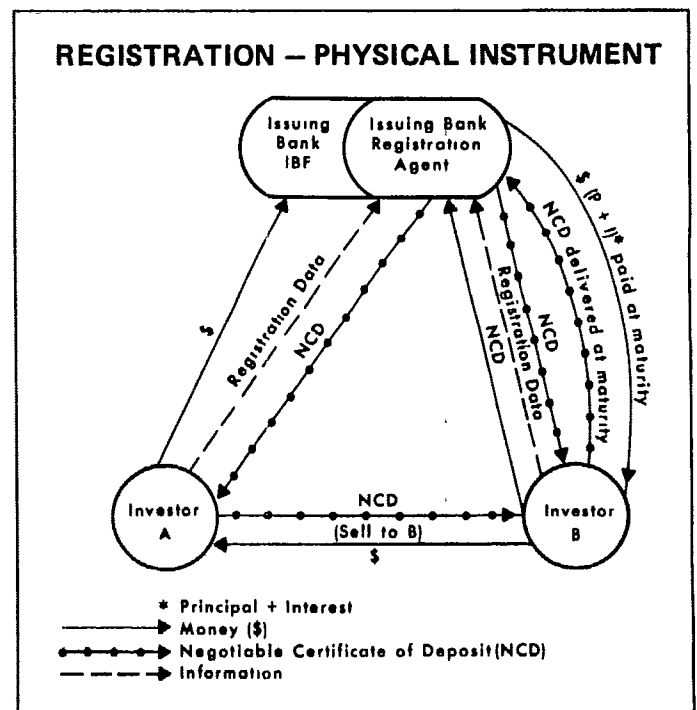 REGISTRATION – PHYSICAL INSTRUMENT
Issuing
Bank
IBF
Issuing Bank
Registration
Agent
$
Registration Data
NCD
NCD
Registration Data
NCD
NCD delivered at maturity
$ (P + I)* paid at maturity
Investor
A
NCD
(Sell to B)
$
Investor
B
* Principal + Interest
Money ($)
Negotiable Certificate of Deposit(NCD)
Information